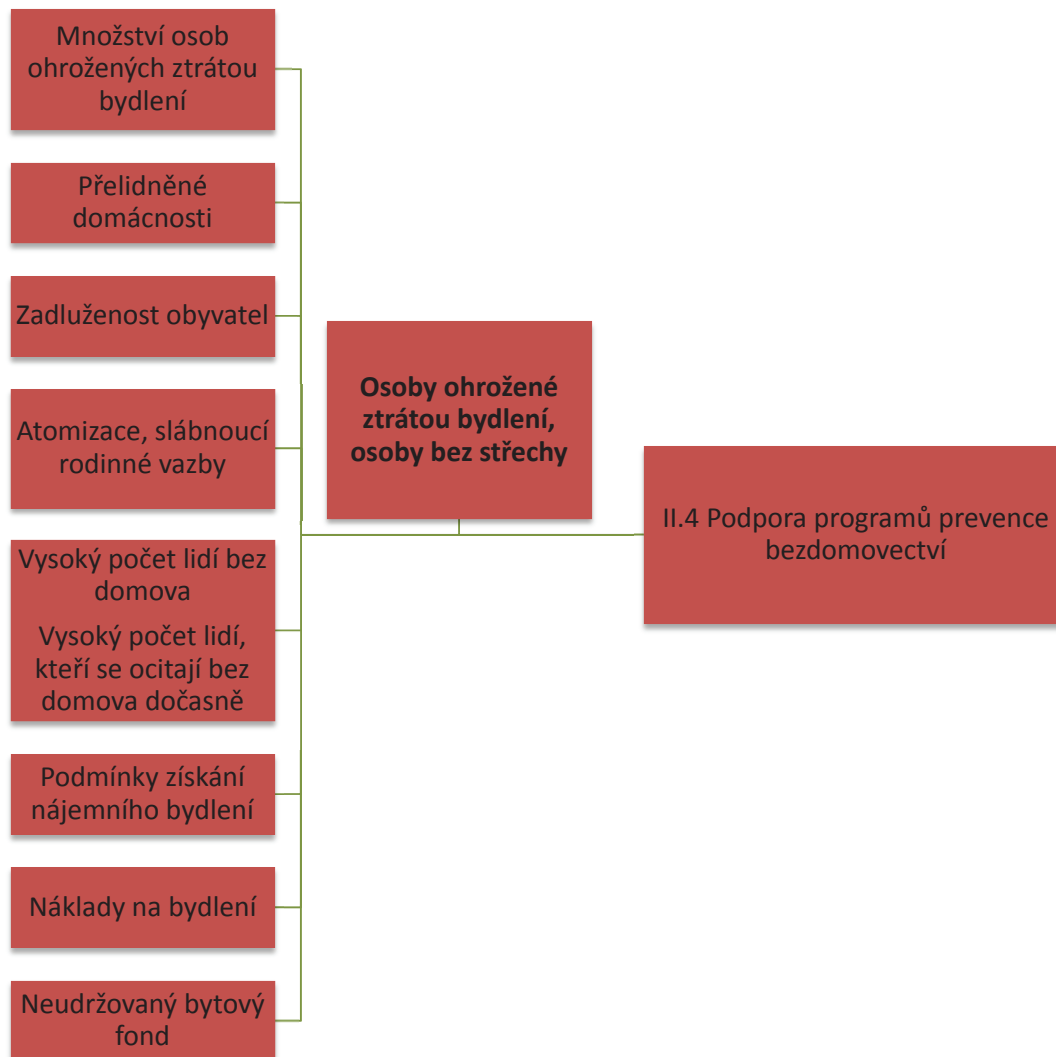 Množství osob
ohrožených ztrátou
bydlení
Přelidněné
domácnosti
Zadluženost obyvatel
Atomizace, slábnoucí
rodinné vazby
Vysoký počet lidí bez
domova
Vysoký počet lidí,
kteří se ocitají bez
domova dočasně
Podmínky získání
nájemního bydlení
Náklady na bydlení
Neudržovaný bytový
fond
Osoby ohrožené
ztrátou bydlení,
osoby bez střechy
II.4 Podpora programů prevence
bezdomovectví